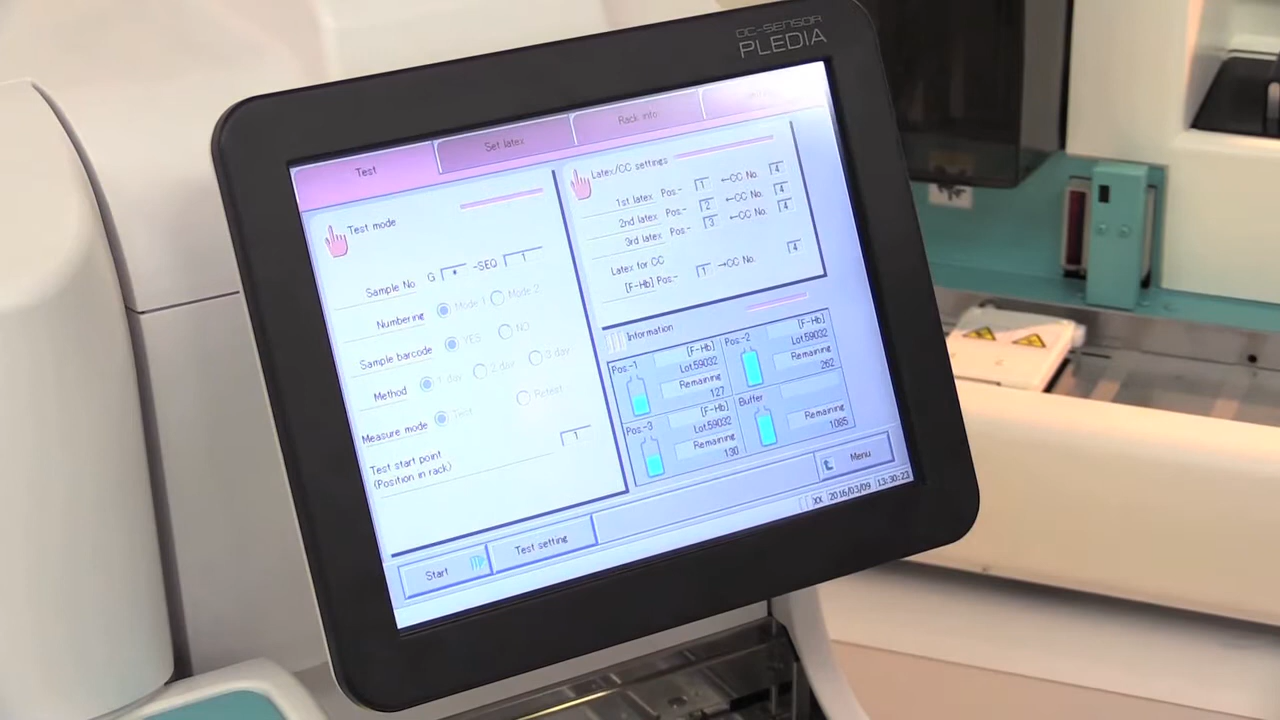 OC-SENSOR
PLEDIA
Test
Set latex
Rack info
Test mode
Sample No. G * -SEQ 1
Numbering Mode 1 Mode 2
Sample barcode YES NO
Method 1 day 2 day 3 day
Measure mode Test Retest
Test start point 1
(Position in rack)
Latex/CC settings
1st latex Pos.- 1 ←CC No. 4
2nd latex Pos.- 2 ←CC No. 4
3rd latex Pos.- 3 ←CC No. 4
Latex for CC
[F-Hb] Pos.- 1 →CC No. 4
Information
Pos.-1 [F-Hb]
Lot.59032
Remaining
127
Pos.-2 [F-Hb]
Lot.59032
Remaining
262
Pos.-3 [F-Hb]
Lot.59032
Remaining
130
Buffer
Remaining
1085
Menu
Start
Test setting
XX 2016/03/09 13:30:23